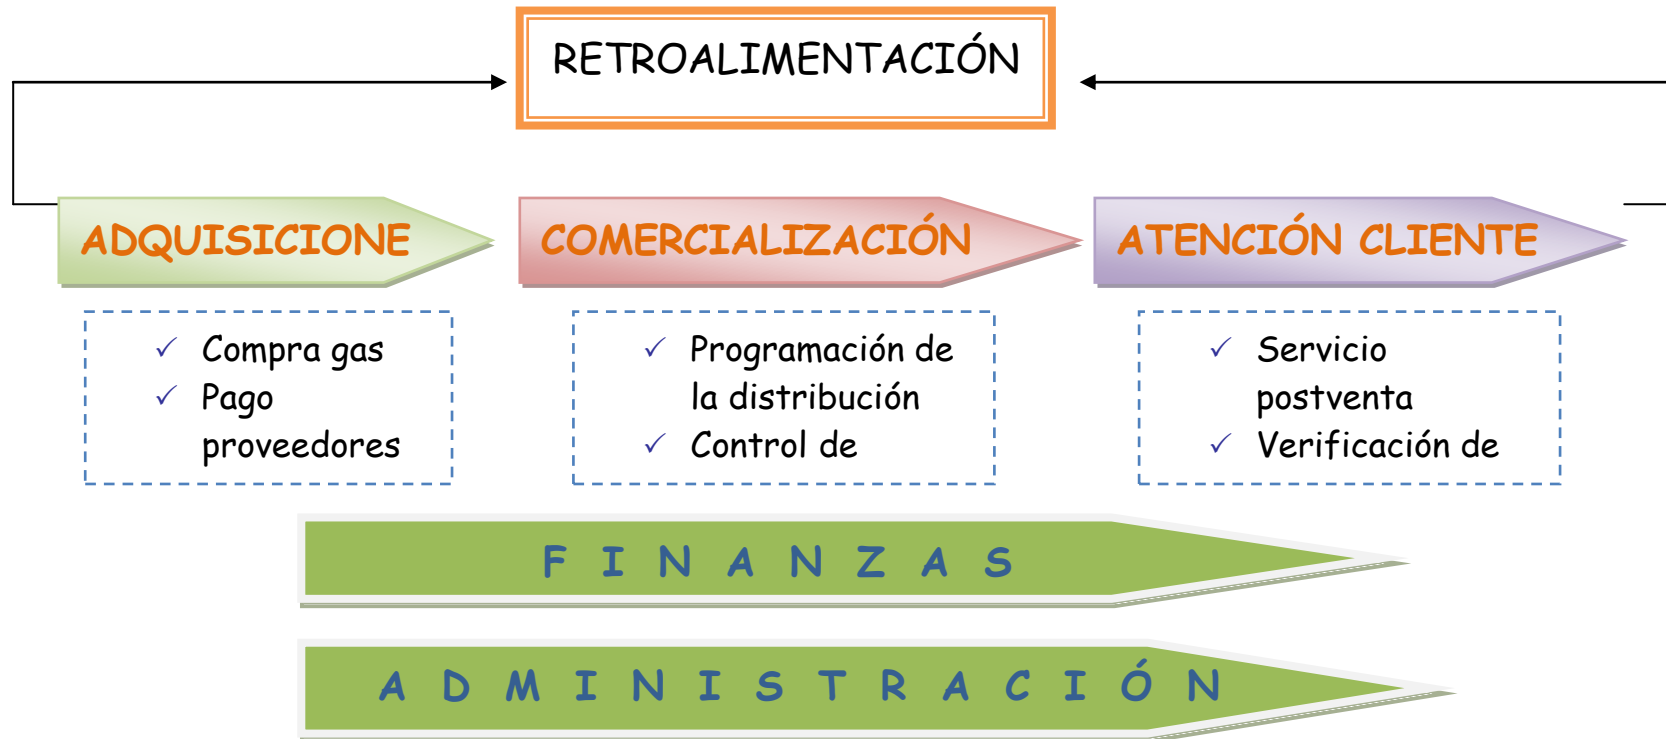 RETROALIMENTACIÓN
ADQUISICIONE
COMERCIALIZACIÓN
ATENCIÓN CLIENTE
✓ Compra gas
✓ Pago
proveedores
✓ Programación de
la distribución
✓ Control de
✓ Servicio
postventa
✓ Verificación de
F I N A N Z A S
A D M I N I S T R A C I Ó N